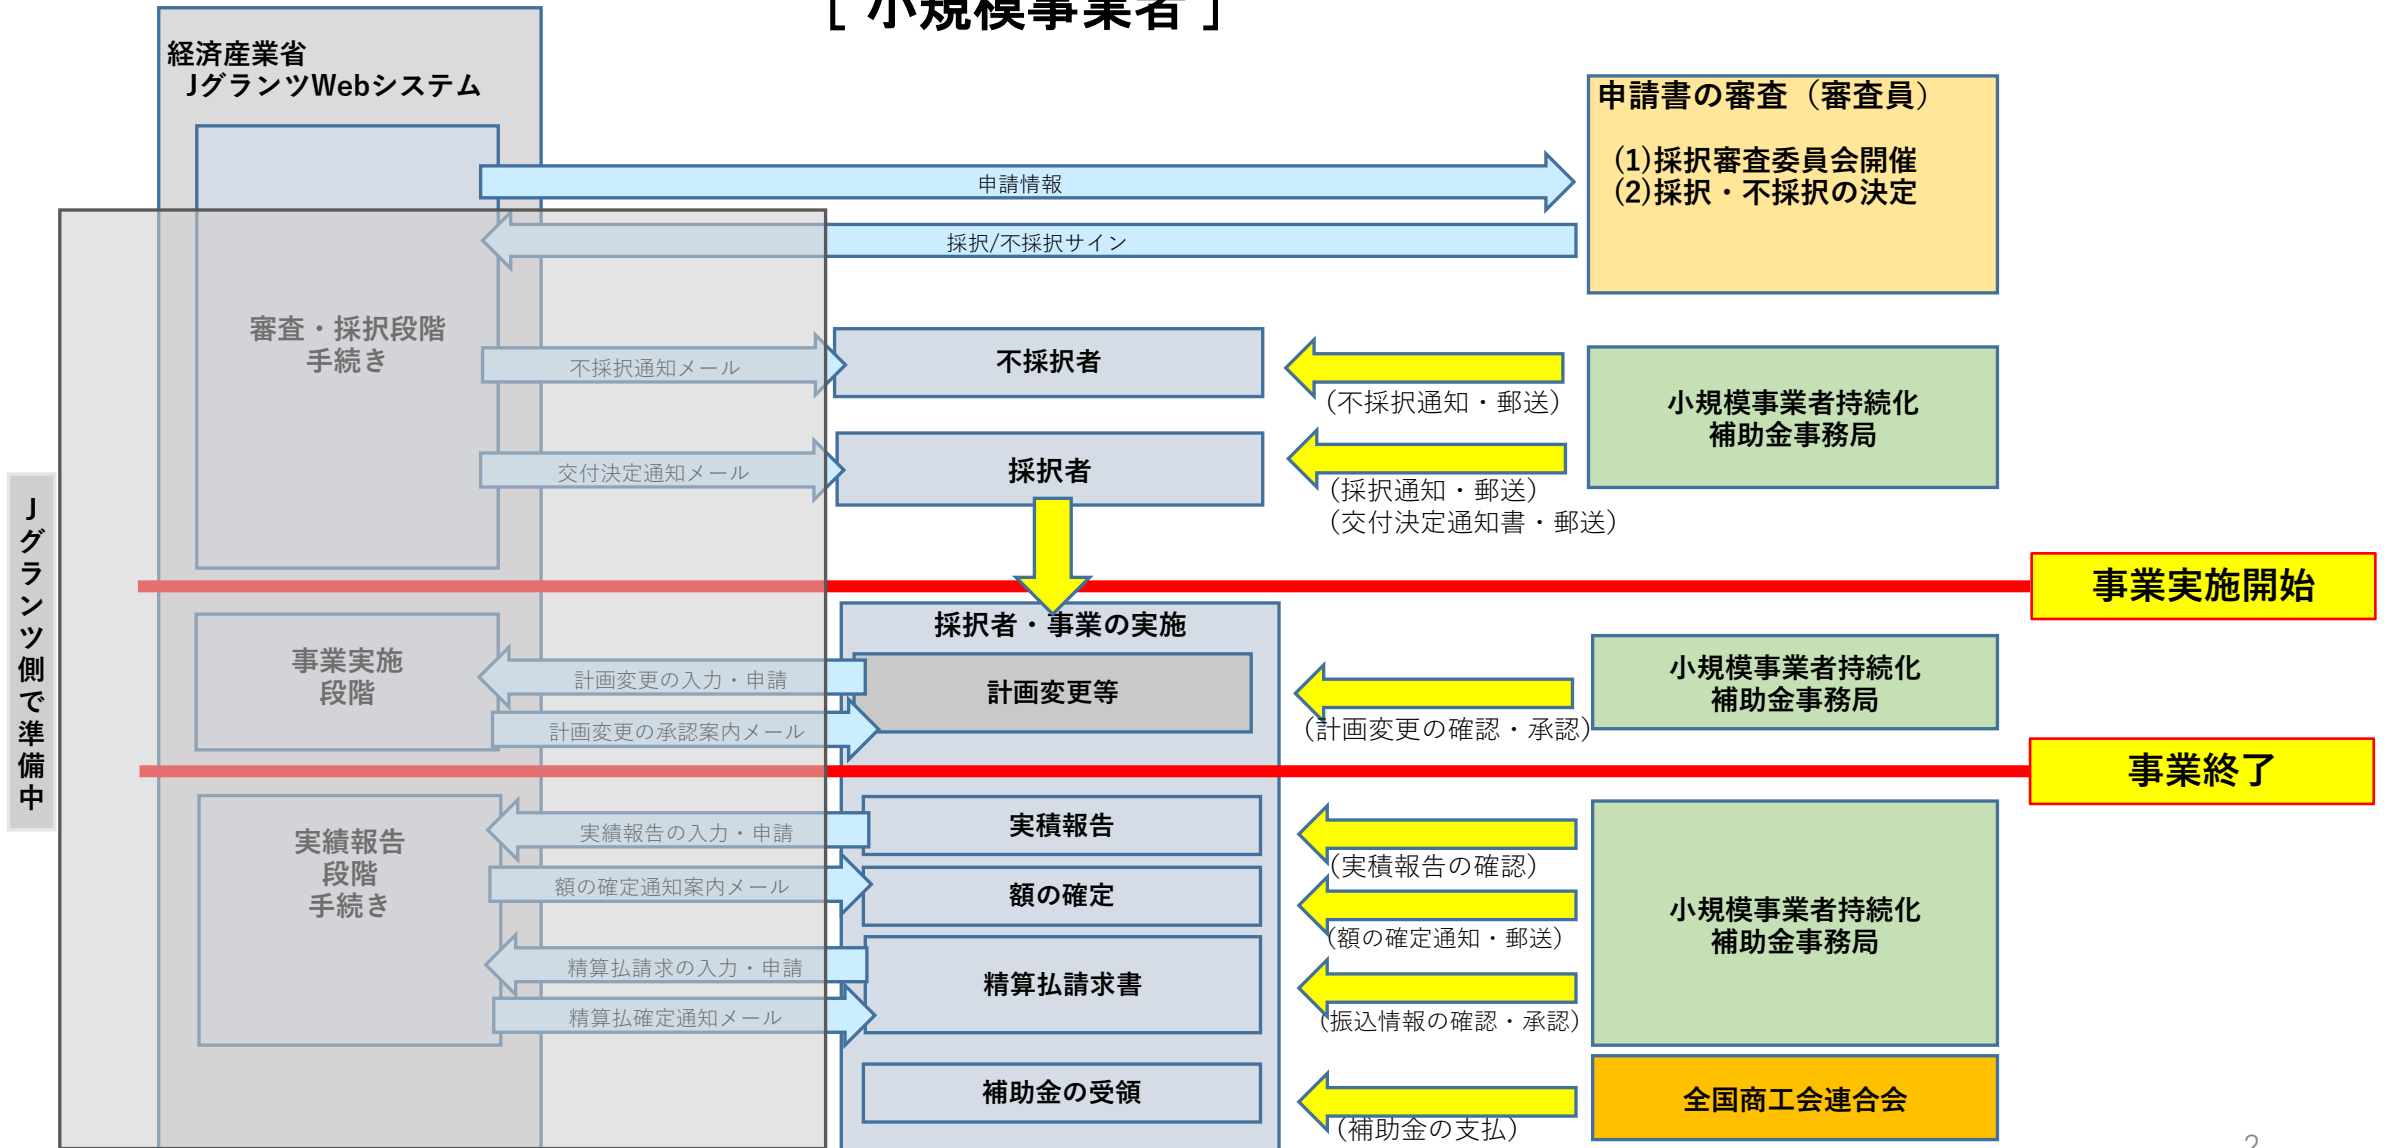 [ 小規模事業者 ]
経済産業省
JグランツWebシステム
申請書の審査（審査員）
(1)採択審査委員会開催
(2)採択・不採択の決定
申請情報
採択/不採択サイン
審査・採択段階
手続き
不採択通知メール
不採択者
(不採択通知・郵送)
小規模事業者持続化
補助金事務局
交付決定通知メール
採択者
(採択通知・郵送)
(交付決定通知書・郵送)
Jグランツ側で準備中
事業実施開始
採択者・事業の実施
事業実施
段階
計画変更の入力・申請
計画変更等
計画変更の承認案内メール
(計画変更の確認・承認)
小規模事業者持続化
補助金事務局
事業終了
実績報告
段階
手続き
実績報告の入力・申請
実積報告
(実積報告の確認)
額の確定通知案内メール
額の確定
(額の確定通知・郵送)
小規模事業者持続化
補助金事務局
精算払請求の入力・申請
精算払請求書
精算払確定通知メール
(振込情報の確認・承認)
補助金の受領
(補助金の支払)
全国商工会連合会
2